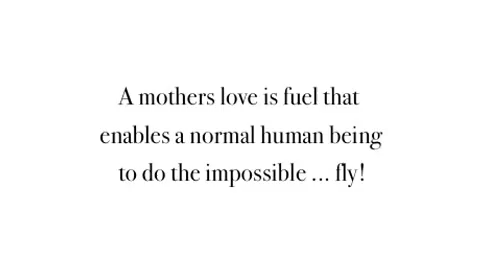 A mothers love is fuel that
enables a normal human being
to do the impossible ... fly!